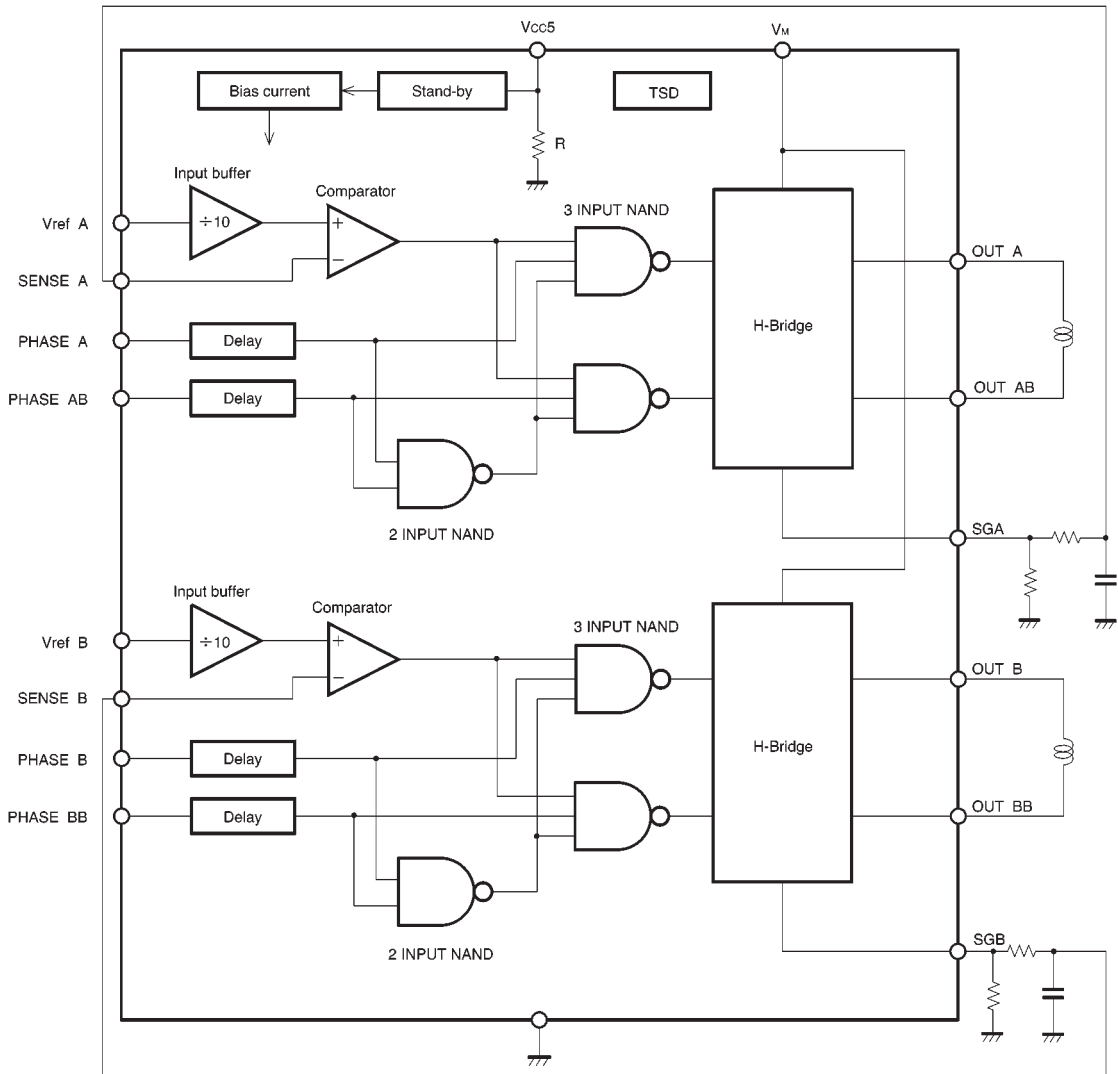 Vcc5
VM
Bias current
Stand-by
TSD
R
Input buffer
Comparator
3 INPUT NAND
Vref A
÷10
+
−
SENSE A
OUT A
PHASE A
Delay
H-Bridge
PHASE AB
Delay
OUT AB
2 INPUT NAND
SGA
Input buffer
Comparator
3 INPUT NAND
Vref B
÷10
+
−
SENSE B
OUT B
PHASE B
Delay
H-Bridge
PHASE BB
Delay
OUT BB
2 INPUT NAND
SGB